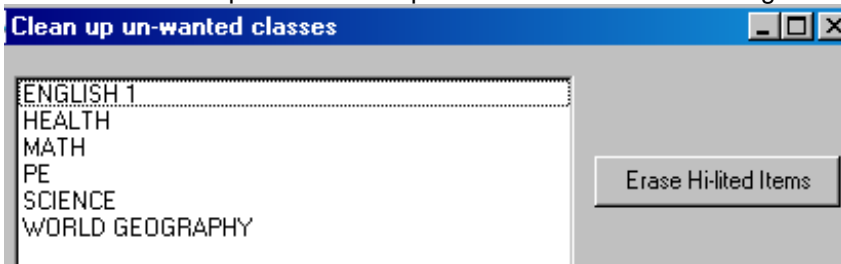 Clean up un-wanted classes
ENGLISH 1
HEALTH
MATH
PE
SCIENCE
WORLD GEOGRAPHY
Erase Hi-lited Items